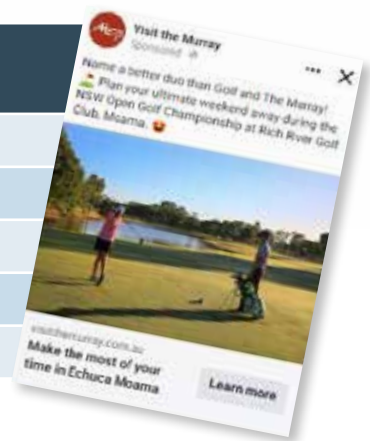 Visit the Murray
Sponsored
Name a better duo than Golf and The Murray!
Plan your ultimate weekend away during the
NSW Open Golf Championship at Rich River Golf
Club, Moama.
visitthemurray.com.au
Make the most of your
time in Echuca Moama
Learn more